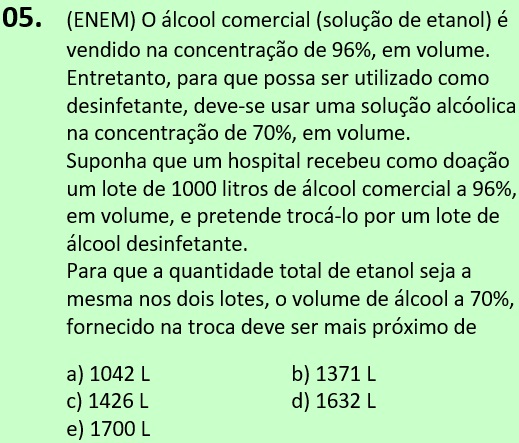 05. (ENEM) O álcool comercial (solução de etanol) é
vendido na concentração de 96%, em volume.
Entretanto, para que possa ser utilizado como
desinfetante, deve-se usar uma solução alcóolica
na concentração de 70%, em volume.
Suponha que um hospital recebeu como doação
um lote de 1000 litros de álcool comercial a 96%,
em volume, e pretende trocá-lo por um lote de
álcool desinfetante.
Para que a quantidade total de etanol seja a
mesma nos dois lotes, o volume de álcool a 70%,
fornecido na troca deve ser mais próximo de
a) 1042 L b) 1371 L
c) 1426 L d) 1632 L
e) 1700 L